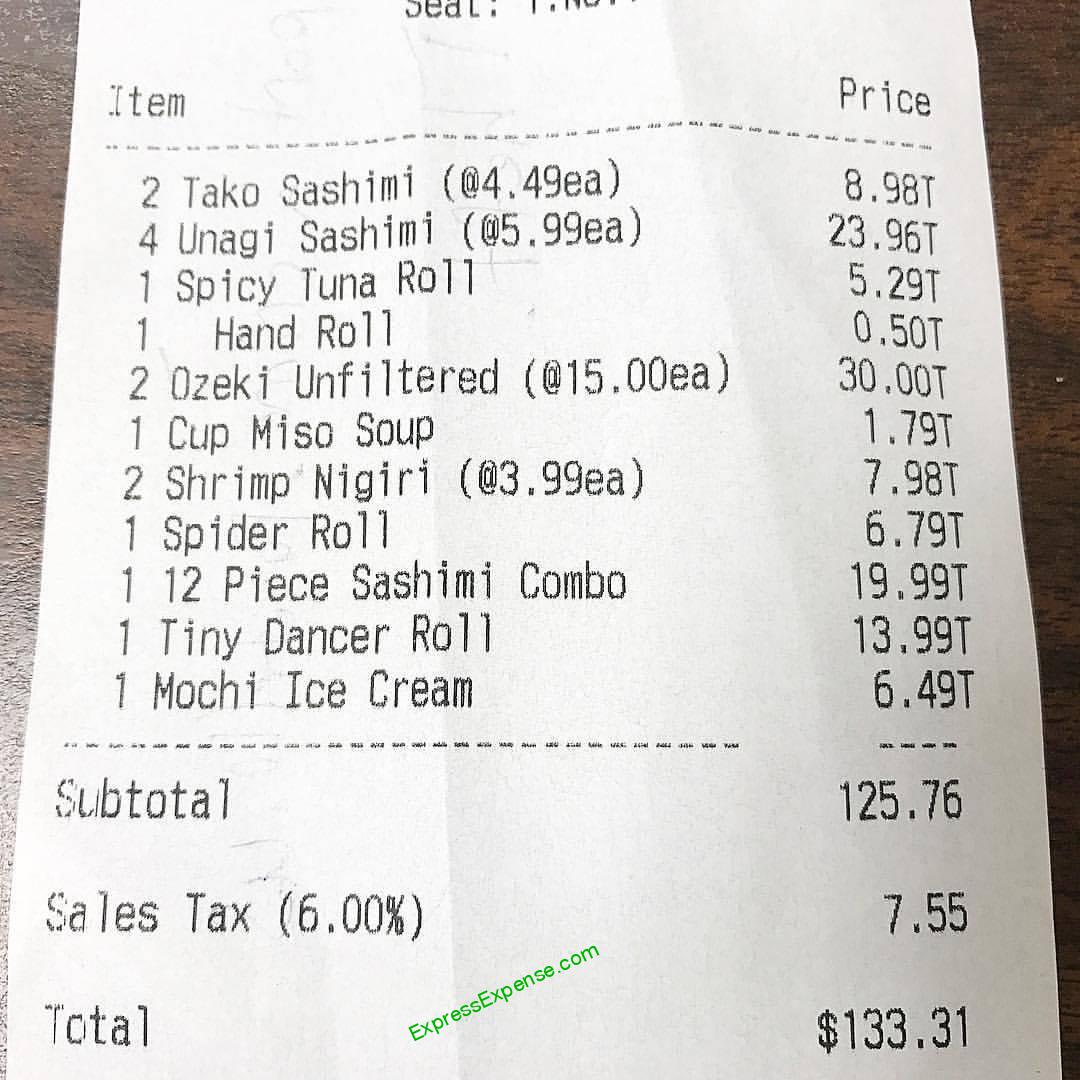 Seat:
Item Price
2 Tako Sashimi (@4.49ea) 8.98T
4 Unagi Sashimi (@5.99ea) 23.96T
1 Spicy Tuna Roll 5.29T
1 Hand Roll 0.50T
2 Ozeki Unfiltered (@15.00ea) 30.00T
1 Cup Miso Soup 1.79T
2 Shrimp Nigiri (@3.99ea) 7.98T
1 Spider Roll 6.79T
1 12 Piece Sashimi Combo 19.99T
1 Tiny Dancer Roll 13.99T
1 Mochi Ice Cream 6.49T
Subtotal 125.76
Sales Tax (6.00%) 7.55
ExpressExpense.com
Total $133.31